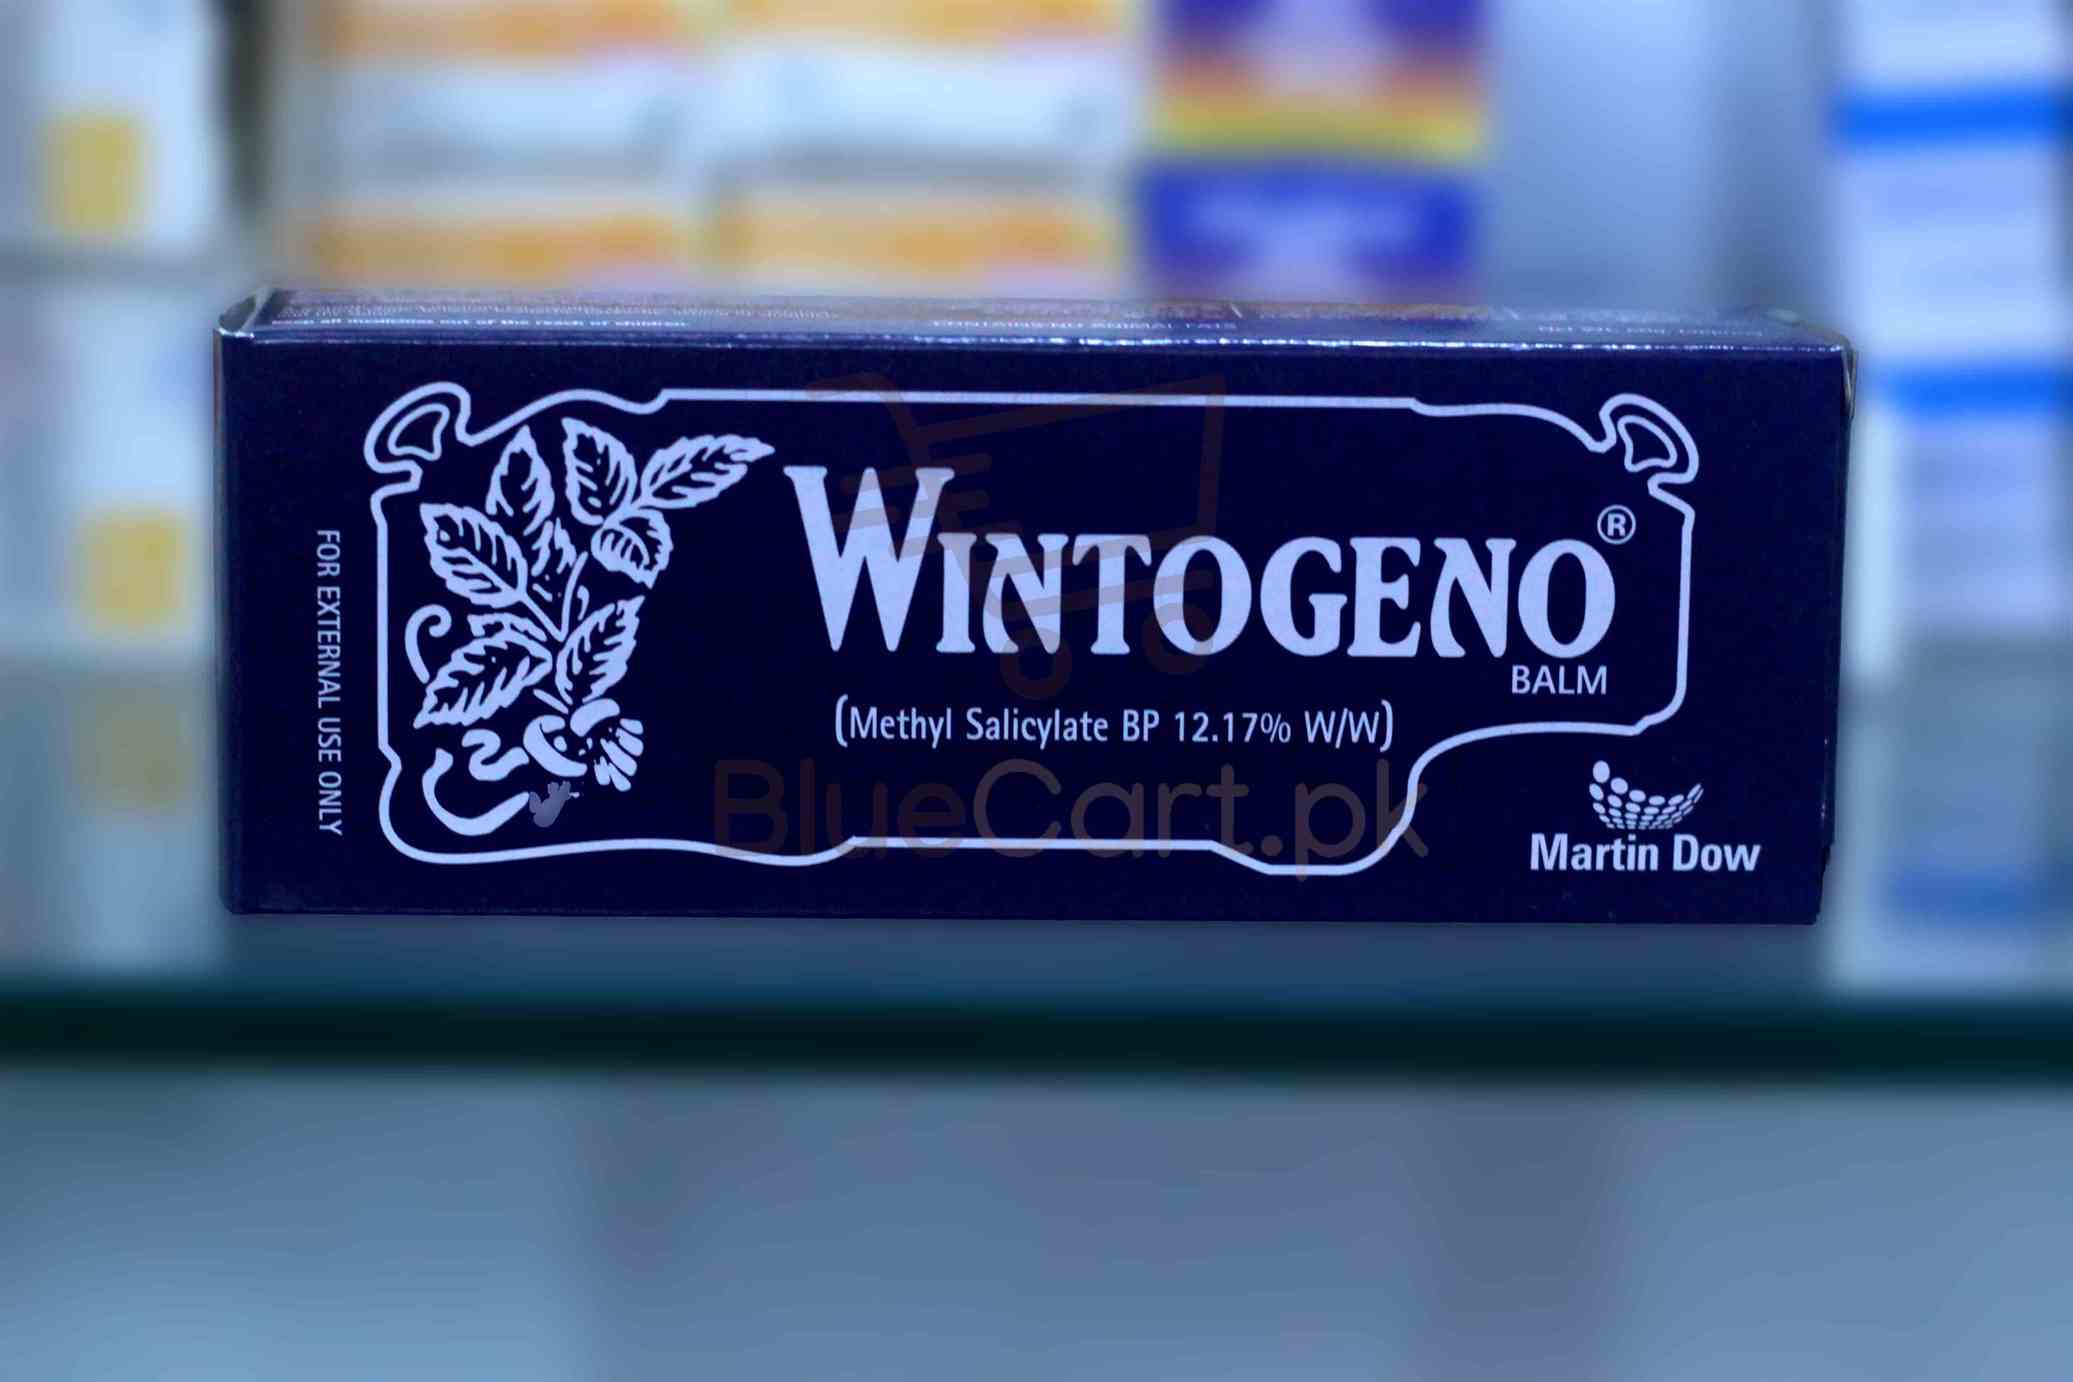 WINTOGENO®
BALM
(Methyl Salicylate BP 12.17% W/W)
FOR EXTERNAL USE ONLY
Martin Dow
BlueCart.pk